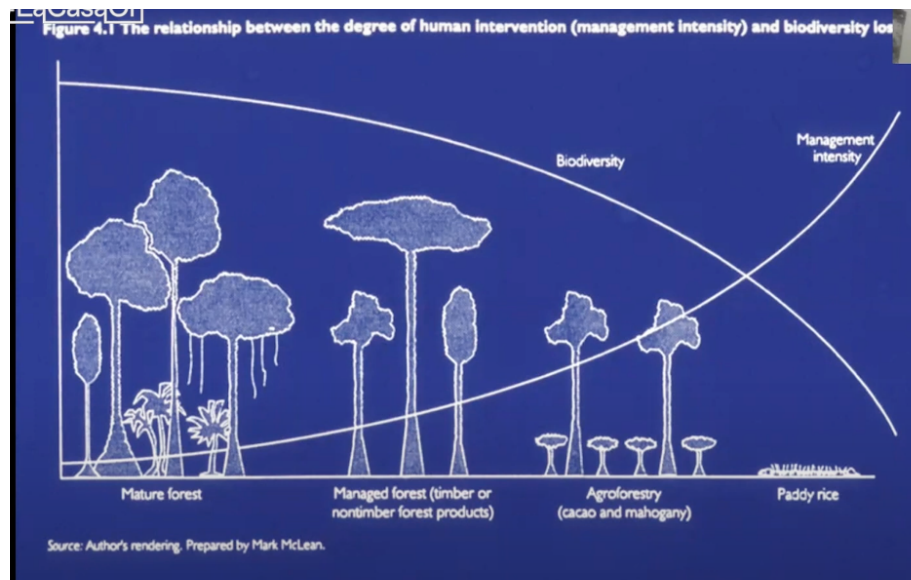 LaCasaOf
Figure 4.1 The relationship between the degree of human intervention (management intensity) and biodiversity los
Management
intensity
Biodiversity
Mature forest
Managed forest (timber or
nontimber forest products)
Agroforestry
(cacao and mahogany)
Paddy rice
Source: Author's rendering. Prepared by Mark McLean.